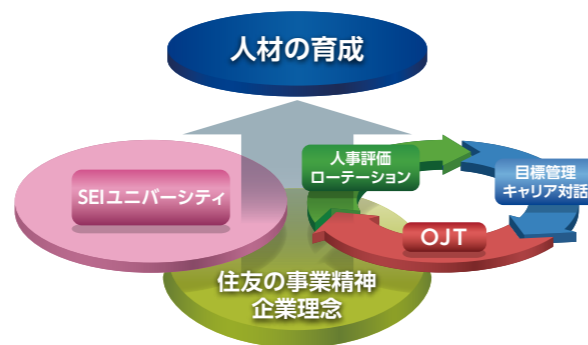 人材の育成
人事評価
ローテーション
目標管理
キャリア対話
SEIユニバーシティ
OJT
住友の事業精神
企業理念